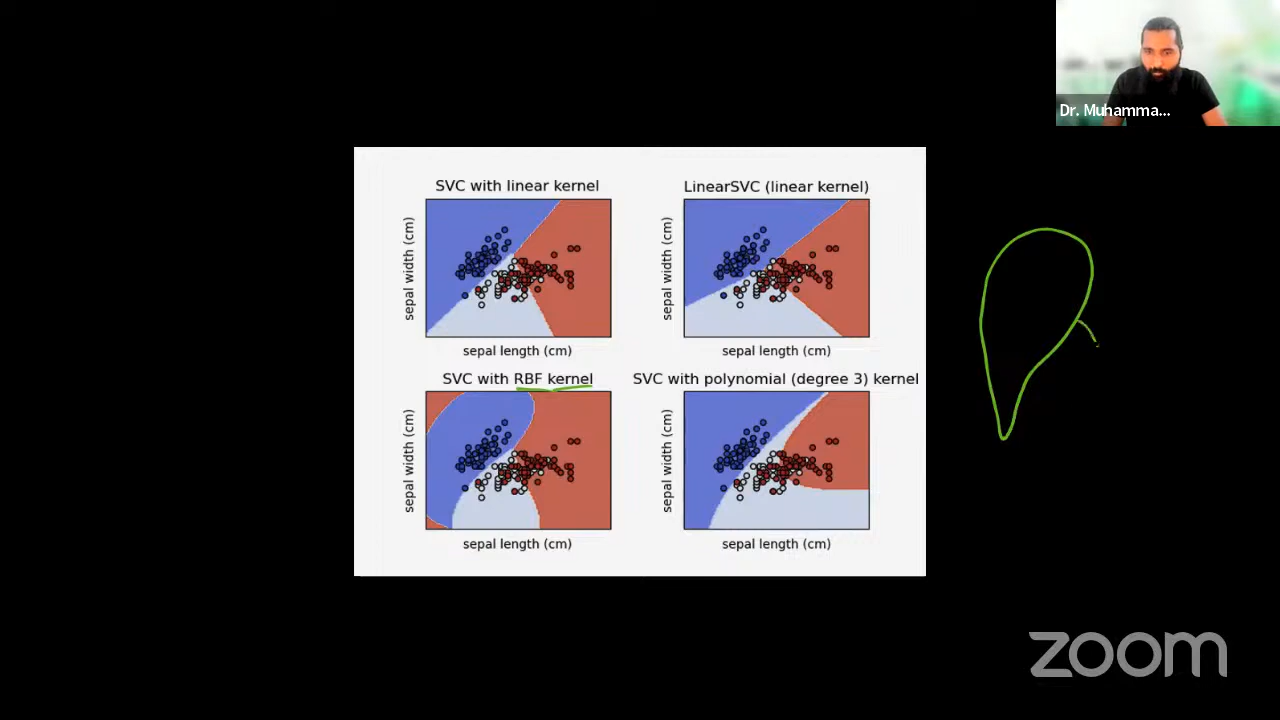 Dr. Muhamma...
SVC with linear kernel
LinearSVC (linear kernel)
sepal width (cm)
sepal width (cm)
sepal length (cm)
sepal length (cm)
SVC with RBF kernel
SVC with polynomial (degree 3) kernel
sepal width (cm)
sepal width (cm)
sepal length (cm)
sepal length (cm)
zoom